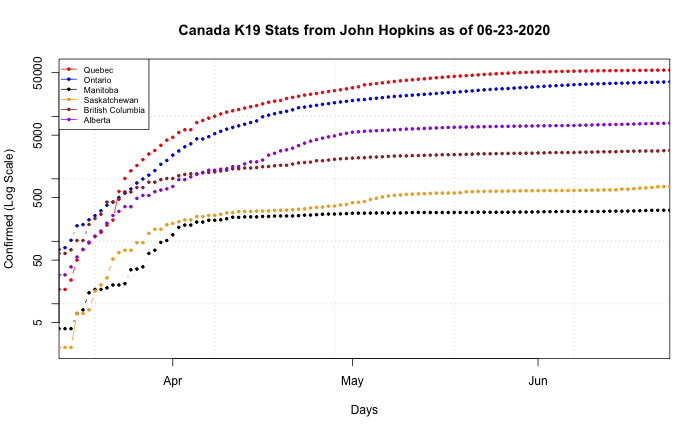 Canada K19 Stats from John Hopkins as of 06-23-2020
Confirmed (Log Scale)
50000
5000
500
50
5
Quebec
Ontario
Manitoba
Saskatchewan
British Columbia
Alberta
Apr May Jun
Days